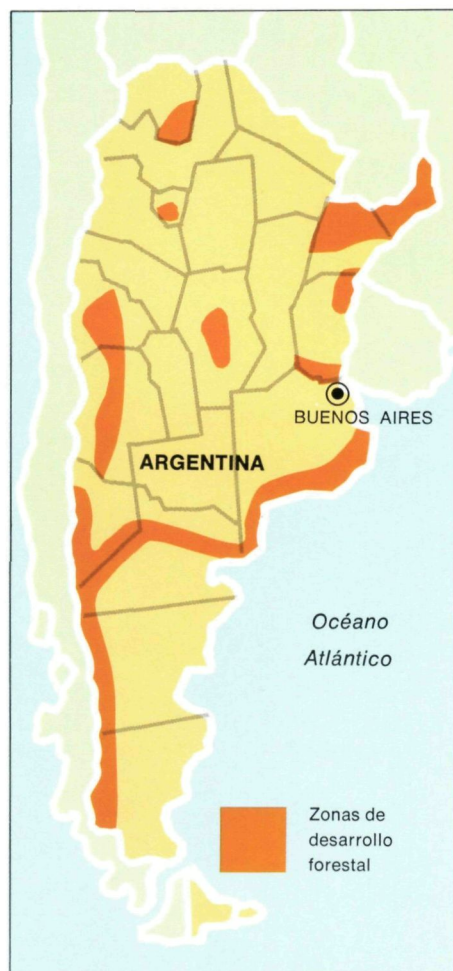 BUENOS AIRES
ARGENTINA
Océano
Atlántico
Zonas de
desarrollo
forestal